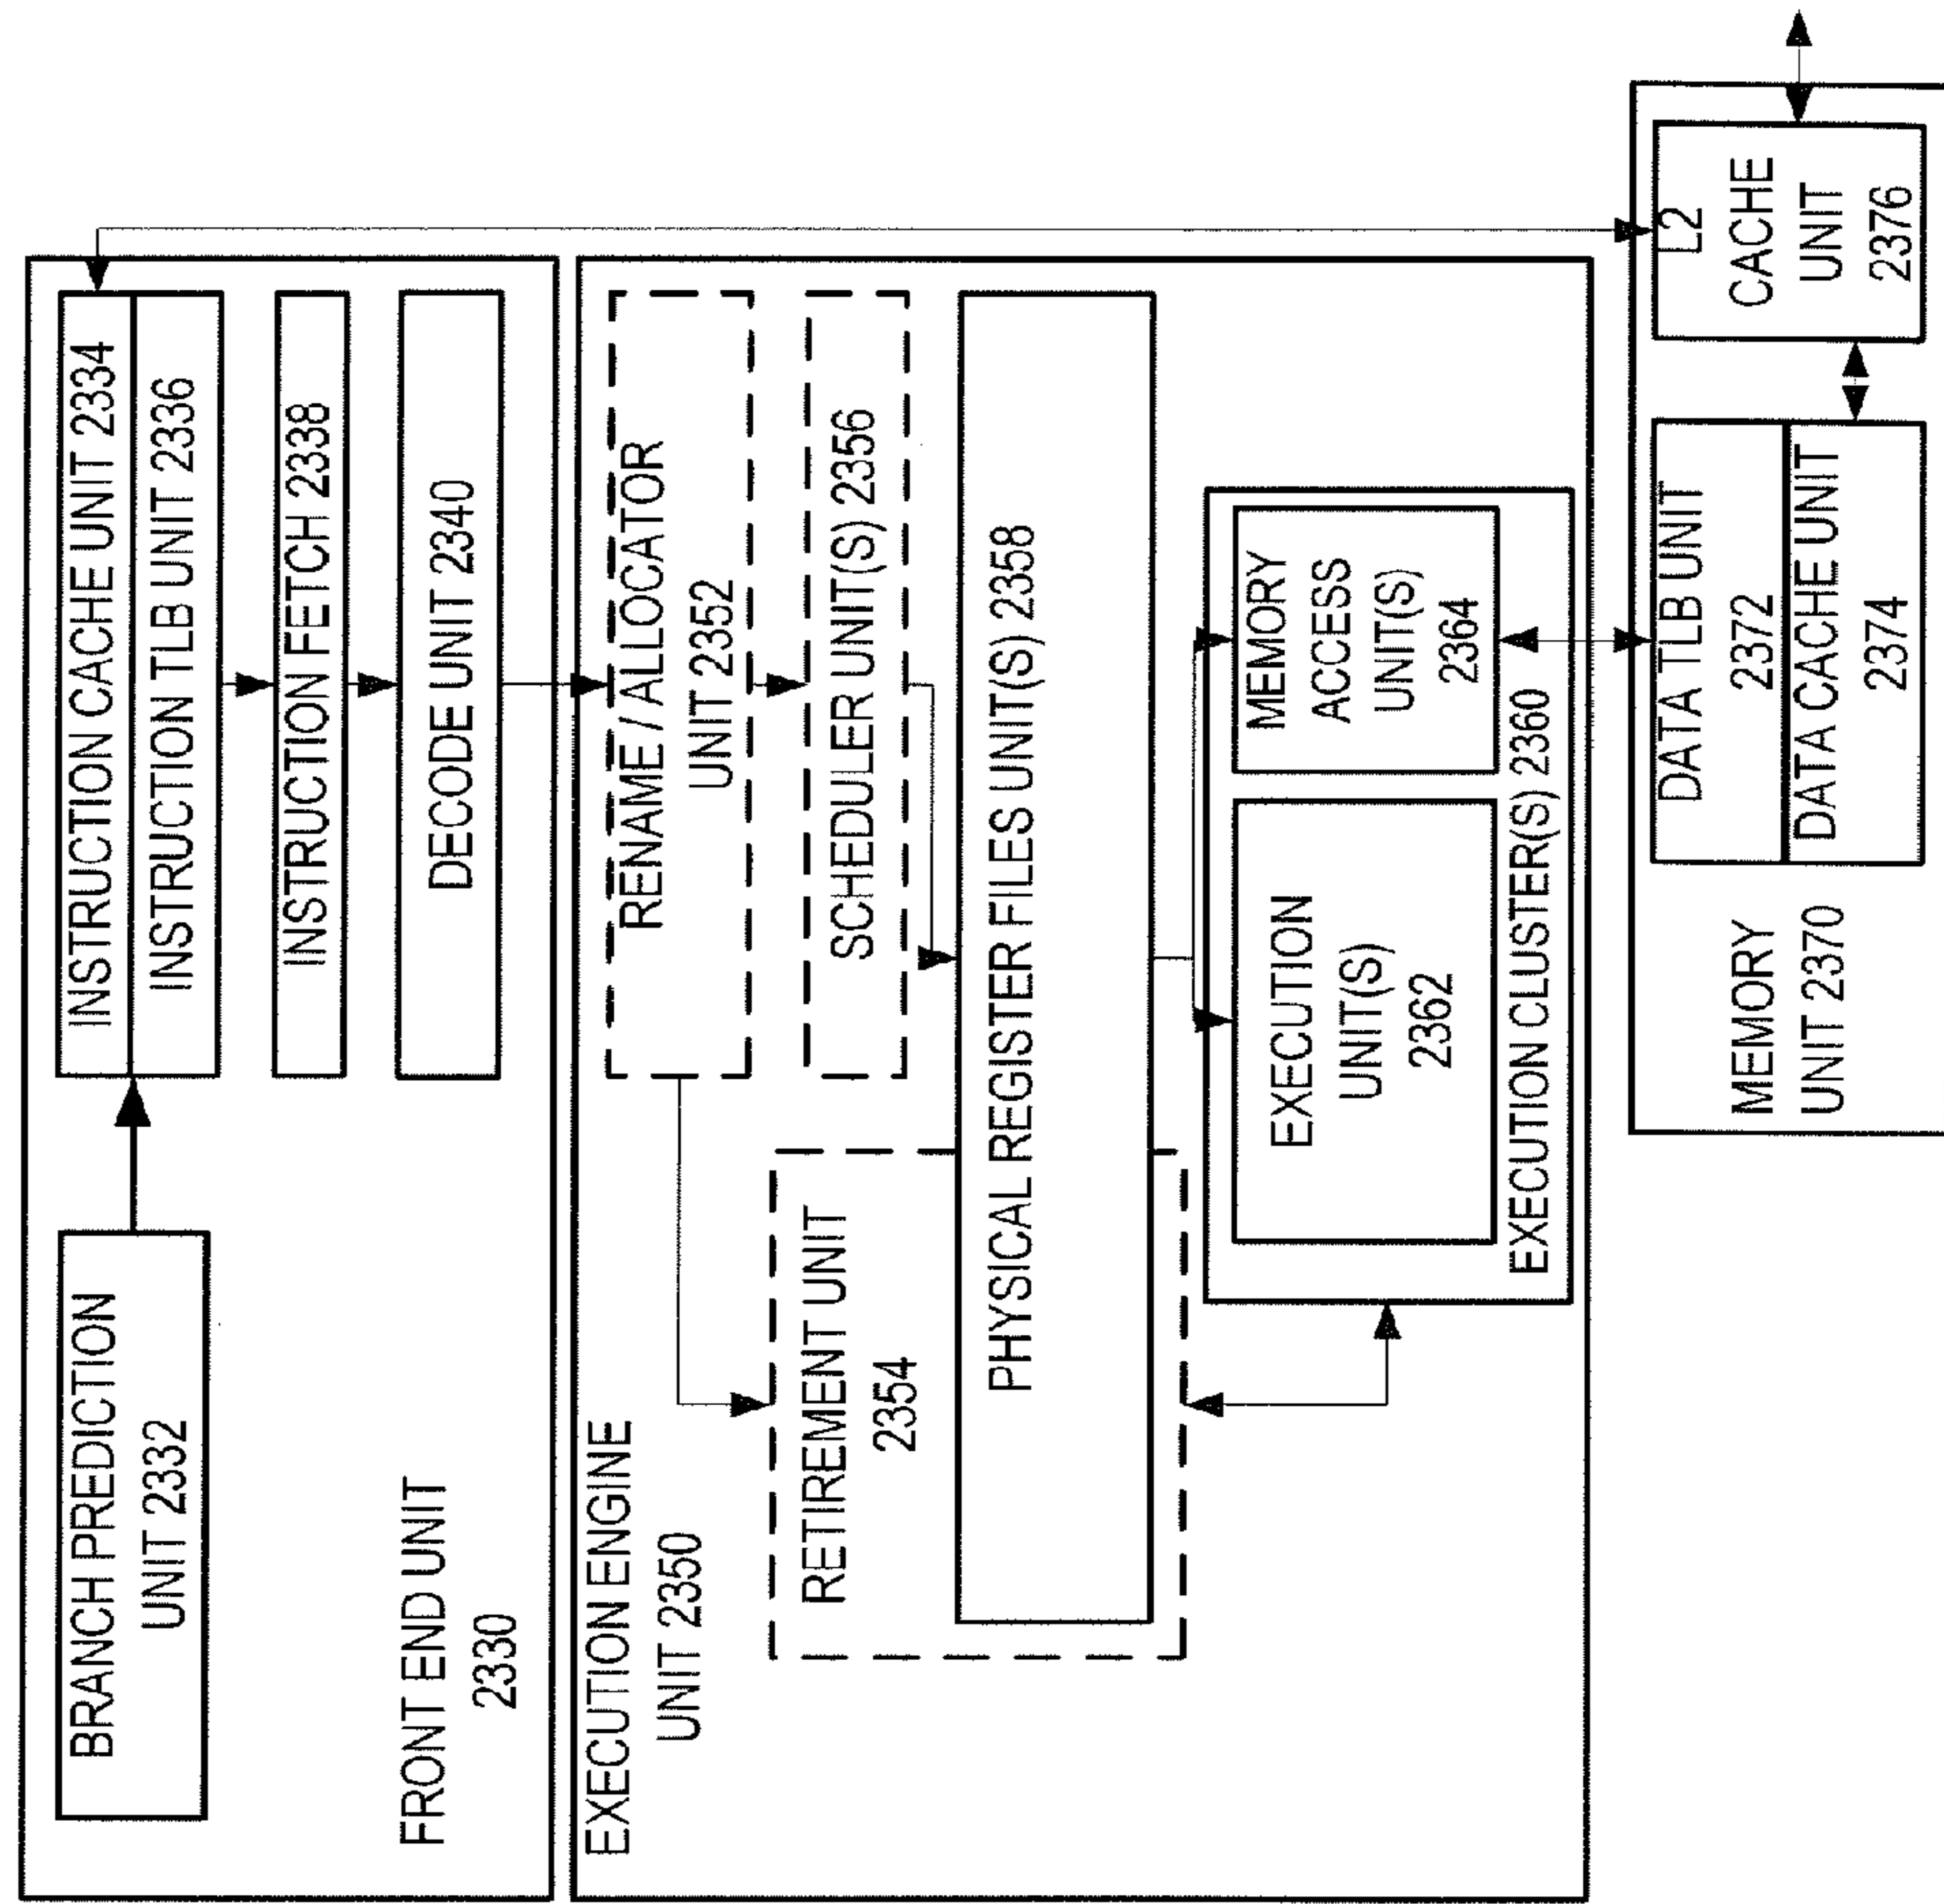 BRANCH PREDICTION
UNIT 2332
INSTRUCTION CACHE UNIT 2334
INSTRUCTION TLB UNIT 2336
INSTRUCTION FETCH 2338
DECODE UNIT 2340
FRONT END UNIT
2330
EXECUTION ENGINE
UNIT 2350
RENAME / ALLOCATOR
UNIT 2352
SCHEDULER UNIT(S) 2356
RETIREMENT UNIT
2354
PHYSICAL REGISTER FILES UNIT(S) 2358
EXECUTION
UNIT(S)
2362
MEMORY
ACCESS
UNIT(S)
2364
EXECUTION CLUSTER(S) 2360
MEMORY
UNIT 2370
DATA TLB UNIT
2372
DATA CACHE UNIT
2374
L2
CACHE
UNIT
2376